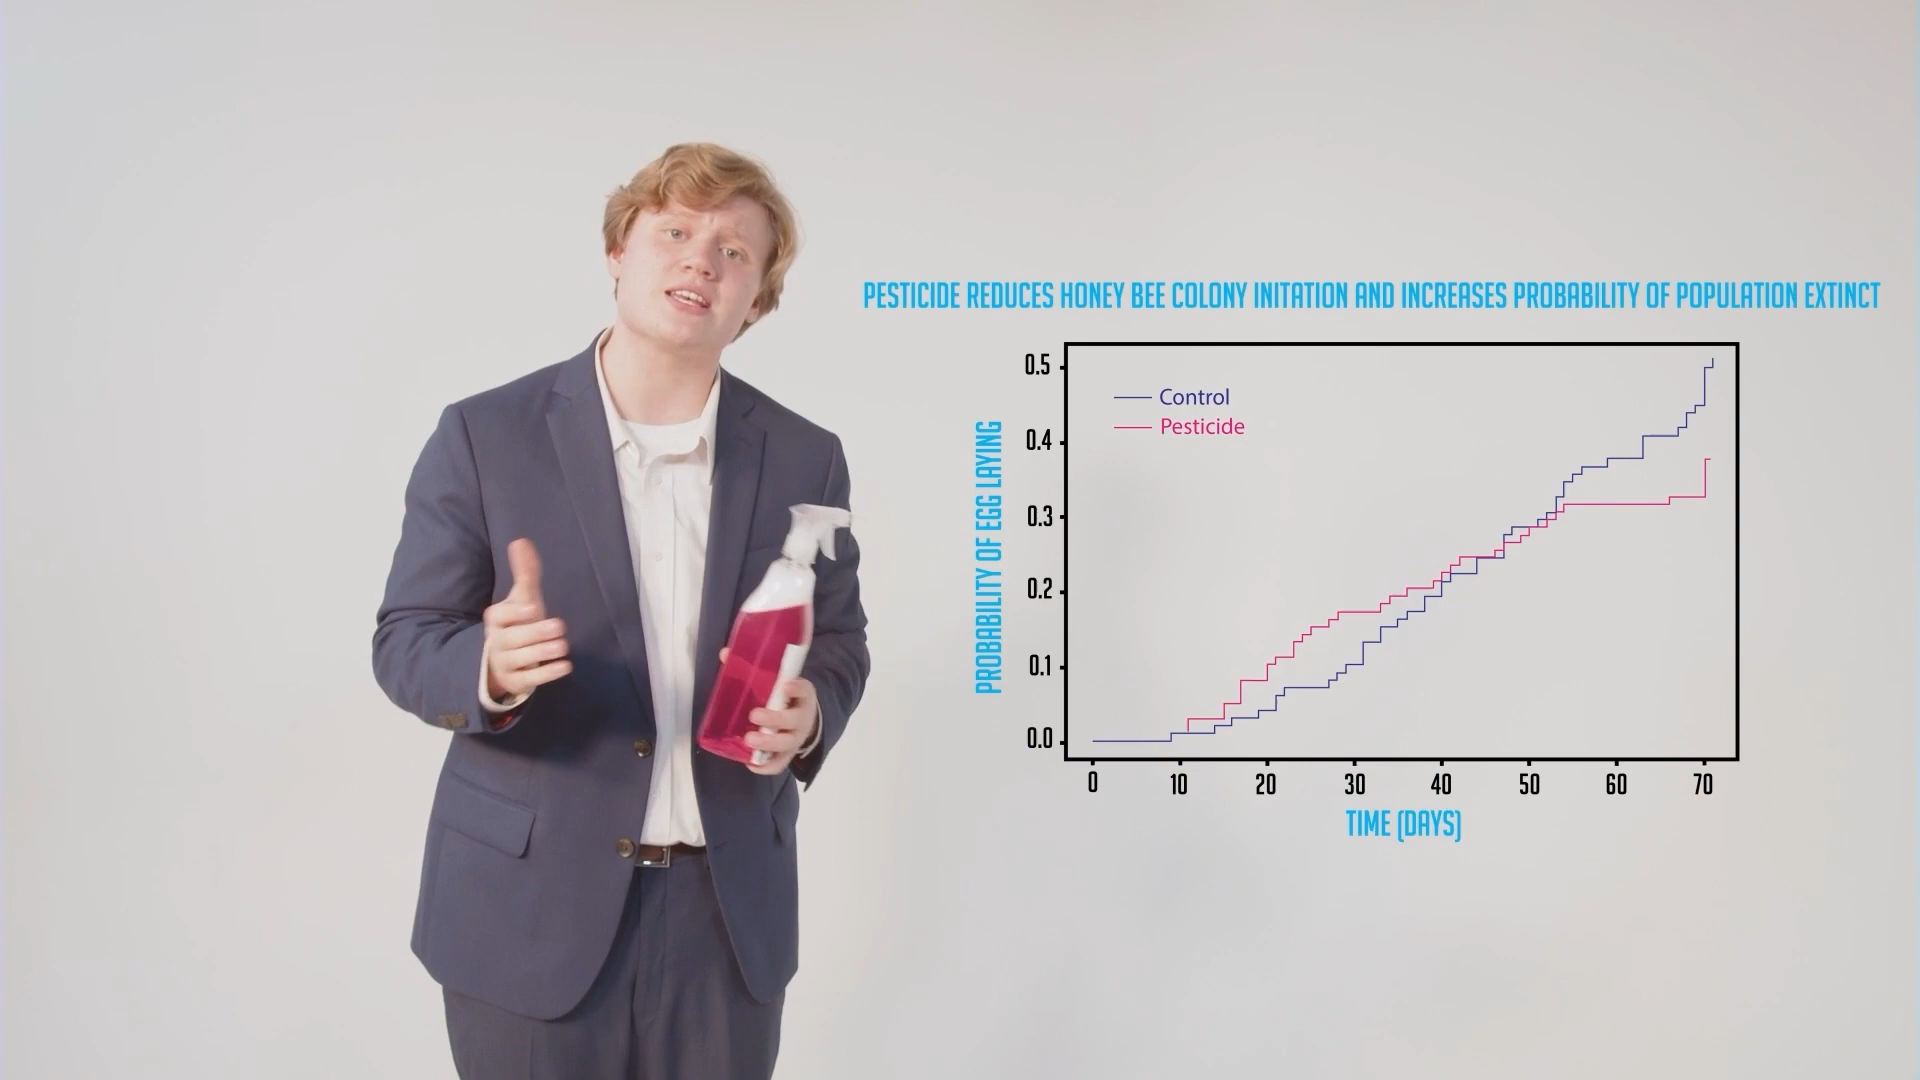 PESTICIDE REDUCES HONEY BEE COLONY INITATION AND INCREASES PROBABILITY OF POPULATION EXTINCT
Control
Pesticide
PROBABILITY OF EGG LAYING
0.5
0.4
0.3
0.2
0.1
0.0
0 10 20 30 40 50 60 70
TIME (DAYS)